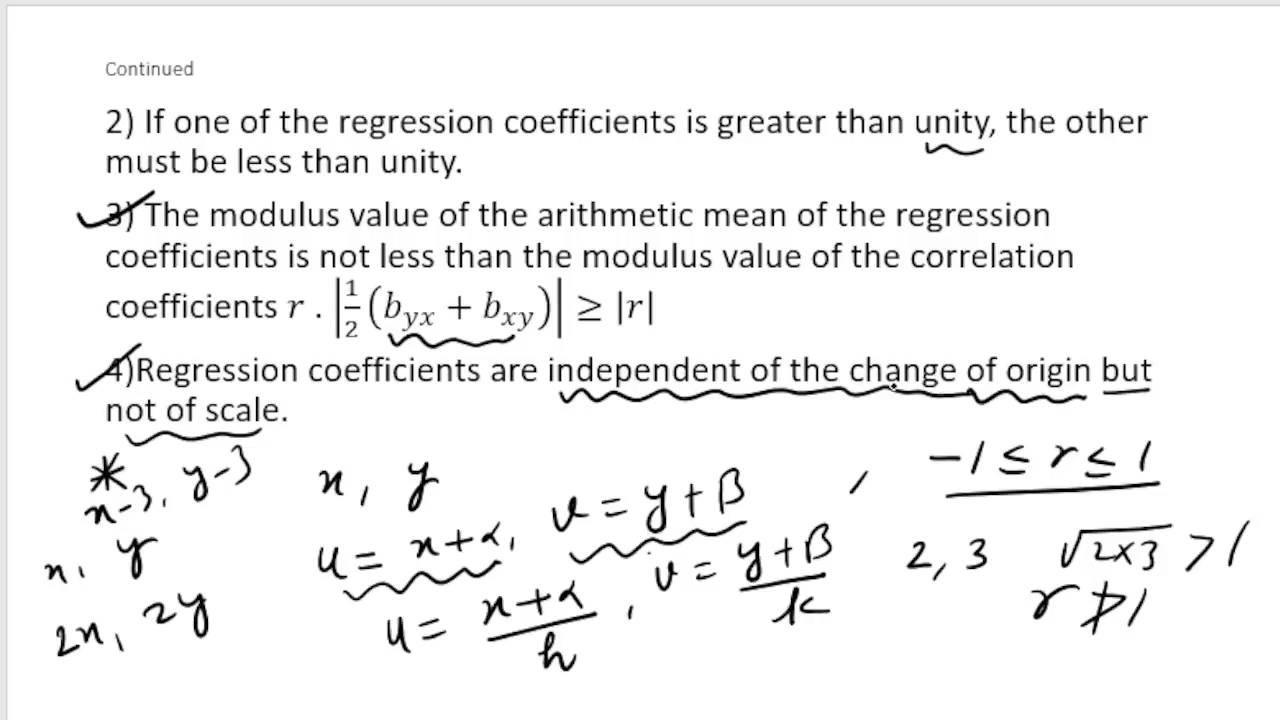 Continued
2) If one of the regression coefficients is greater than unity, the other
must be less than unity.
3) The modulus value of the arithmetic mean of the regression
coefficients is not less than the modulus value of the correlation
coefficients r . |1/2 (b_yx + b_xy)| ≥ |r|
4)Regression coefficients are independent of the change of origin but
not of scale.
*
x-3, y-3
x, y
2x, 2y
x, y
u = x+α, v = y+β,
u = x+α/h, v = y+β/k
-1 ≤ r ≤ 1
2, 3 √2×3 > 1
r ≯ 1